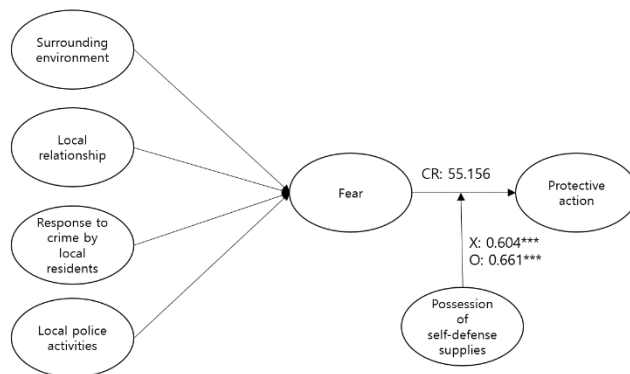 Surrounding
environment
Local
relationship
Response to
crime by
local
residents
Local police
activities
Fear
CR: 55.156
Protective
action
X: 0.604***
O: 0.661***
Possession
of
self-defense
supplies